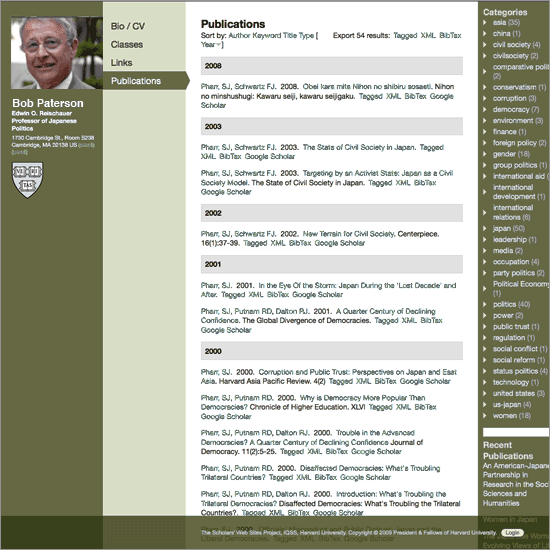 Bio / CV
Classes
Links
Publications
Bob Paterson
Edwin O. Reischauer
Professor of Japanese
Politics
1730 Cambridge St., Room S238
Cambridge, MA 02138 US
VE RI
TAS
Publications
Sort by: Author Keyword Title Type [ Export 54 results: Tagged XML BibTex
Year ]
2008
Pharr, SJ, Schwartz FJ. 2008. Obei kara mite Nihon no shibiru sosaeti. Nihon
no minshushugi: Kawaru seiji, kawaru seijigaku. Tagged XML BibTex Google
Scholar
2003
Pharr, SJ, Schwartz FJ. 2003. The State of Civil Society in Japan. Tagged
XML BibTex Google Scholar
Pharr, SJ, Schwartz FJ. 2003. Targeting by an Activist State: Japan as a Civil
Society Model. The State of Civil Society in Japan. Tagged XML BibTex
Google Scholar
2002
Pharr, SJ, Schwartz FJ. 2002. New Terrain for Civil Society. Centerpiece.
16(1):37-39. Tagged XML BibTex Google Scholar
2001
Pharr, SJ. 2001. In the Eye Of the Storm: Japan During the 'Lost Decade' and
After. Tagged XML BibTex Google Scholar
Pharr, SJ, Putnam RD, Dalton RJ. 2001. A Quarter Century of Declining
Confidence. The Global Divergence of Democracies. Tagged XML BibTex
Google Scholar
2000
Pharr, SJ. 2000. Corruption and Public Trust: Perspectives on Japan and East
Asia. Harvard Asia Pacific Review. 4(2) Tagged XML BibTex Google Scholar
Pharr, SJ, Putnam RD. 2000. Why is Democracy More Popular Than
Democracies? Chronicle of Higher Education. XLVI Tagged XML BibTex
Google Scholar
Pharr, SJ, Putnam RD, Dalton RJ. 2000. Trouble in the Advanced
Democracies? A Quarter Century of Declining Confidence Journal of
Democracy. 11(2):5-25. Tagged XML BibTex Google Scholar
Pharr, SJ, Putnam RD. 2000. Disaffected Democracies: What's Troubling
Trilateral Countries? Tagged XML BibTex Google Scholar
Pharr, SJ, Putnam RD, Dalton RJ. 2000. Introduction: What's Troubling the
Trilateral Democracies? Disaffected Democracies: What's Troubling the Trilateral
Countries?. Tagged XML BibTex Google Scholar
The Scholars' Web Sites Project, IQSS, Harvard University. Copyright © 2009 President & Fellows of Harvard University. Login
Categories
asia (35)
china (1)
civil society (4)
civilsociety
(2)
comparative poli
(2)
conservatism (1)
corruption (3)
democracy (7)
environment (3)
finance (1)
foreign policy (2)
gender (18)
group politics (1)
international aid (
international
development (1)
international
relations (6)
japan (50)
leadership (1)
media (2)
occupation (4)
party politics (2)
Political Economy
(1)
politics (40)
power (2)
public trust (1)
regulation (1)
social conflict (1)
social reform (1)
status politics (4)
technology (1)
united states (3)
us-japan (4)
women (18)
Recent
Publications
An American-Japane
Partnership in
Research in the Soc
Sciences and
Humanities
Women in Japan
Evolving Views of L